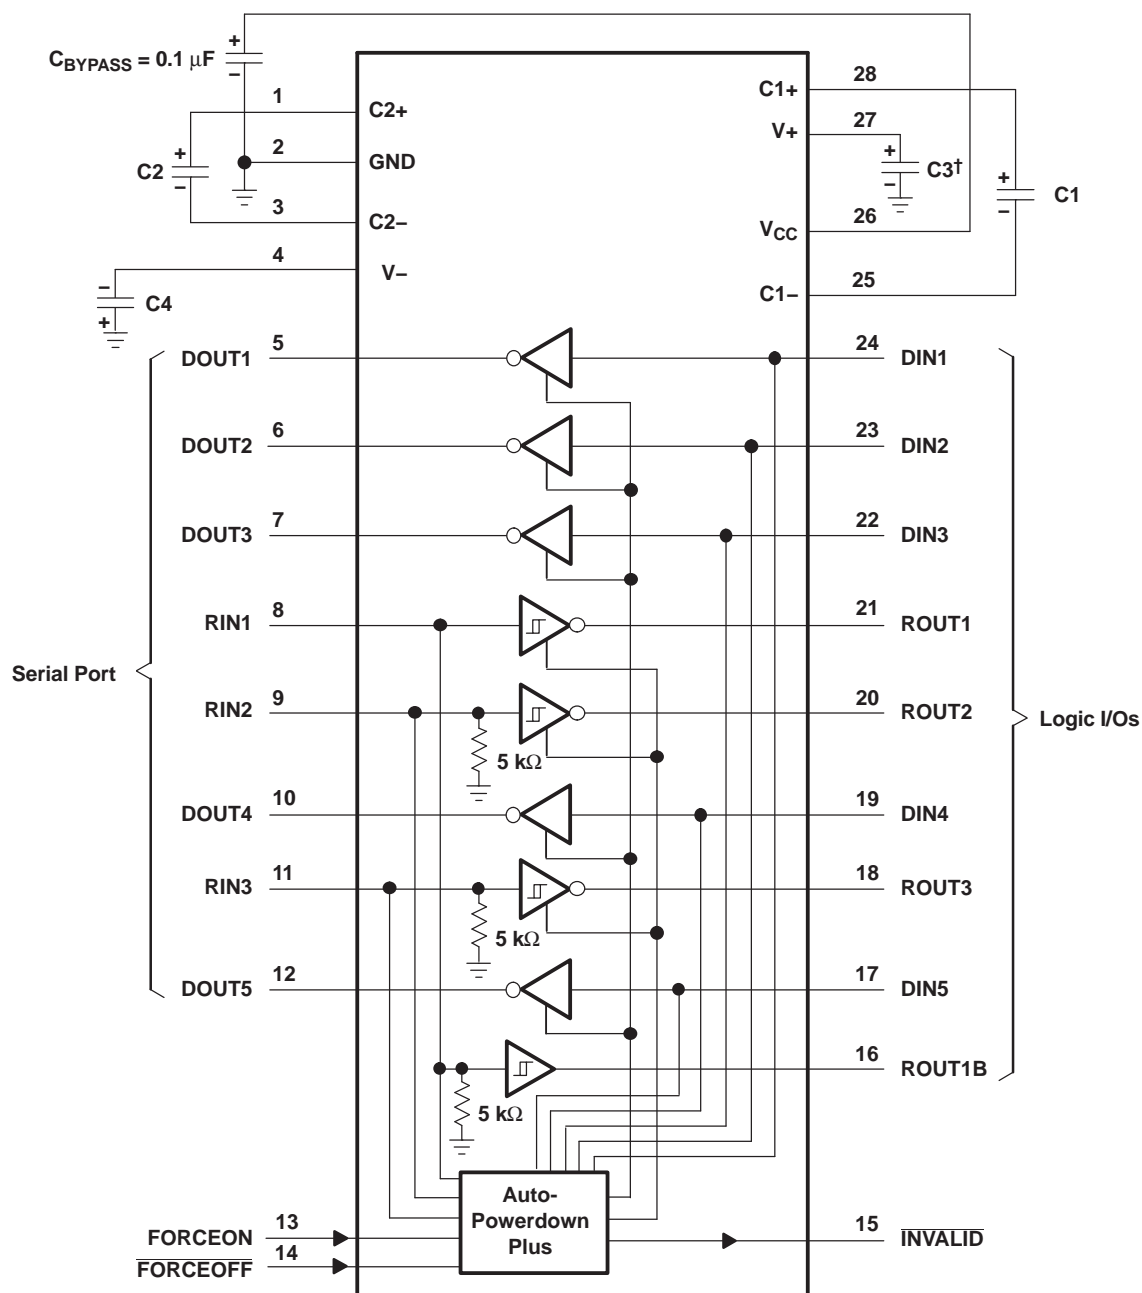 C_BYPASS = 0.1 μF
+
−
1
C2+
C1+
28
V+
27
+
C2
−
2
GND
+
C3†
−
+
C1
−
3
C2−
V_CC
26
4
V−
C1−
25
−
C4
+
DOUT1
5
24
DIN1
DOUT2
6
23
DIN2
DOUT3
7
22
DIN3
RIN1
8
21
ROUT1
Serial Port
RIN2
9
20
ROUT2
Logic I/Os
5 kΩ
DOUT4
10
19
DIN4
RIN3
11
18
ROUT3
5 kΩ
DOUT5
12
17
DIN5
16
ROUT1B
5 kΩ
Auto-
Powerdown
Plus
FORCEON
13
15
INVALID
FORCEOFF
14